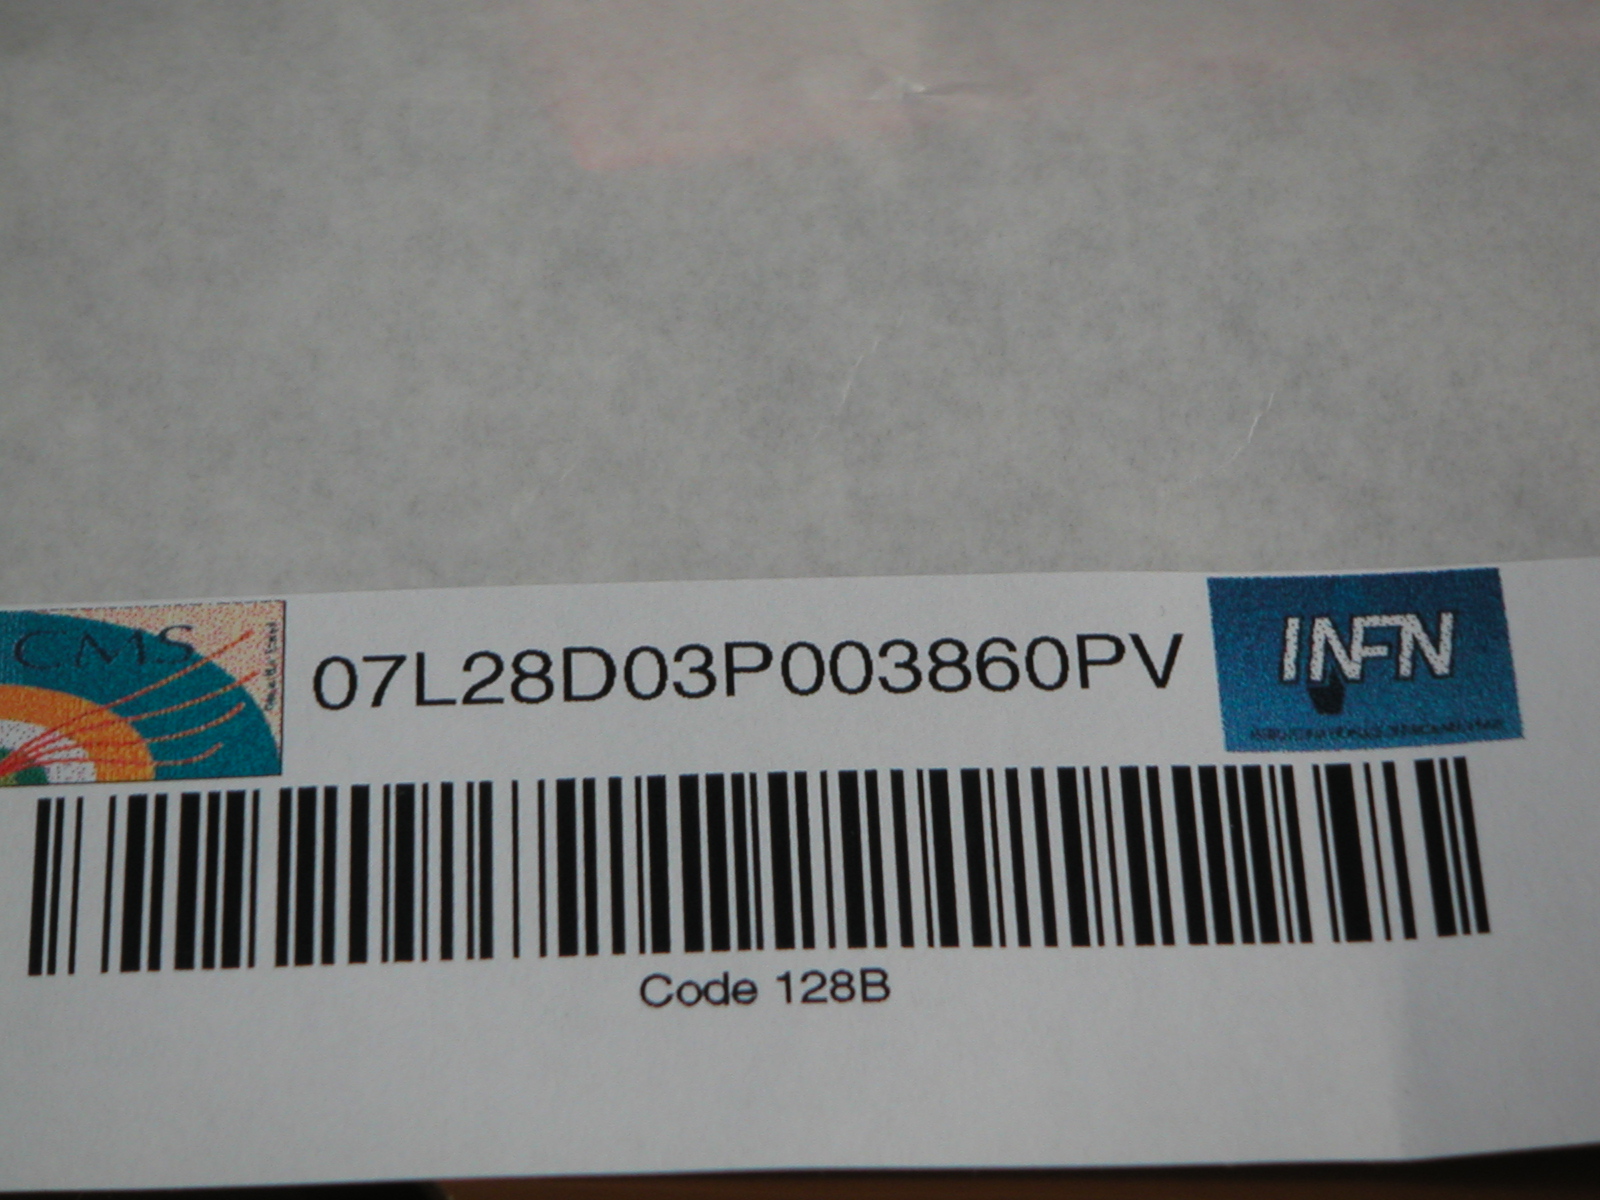 CMS
07L28D03P003860PV
INFN
Code 128B